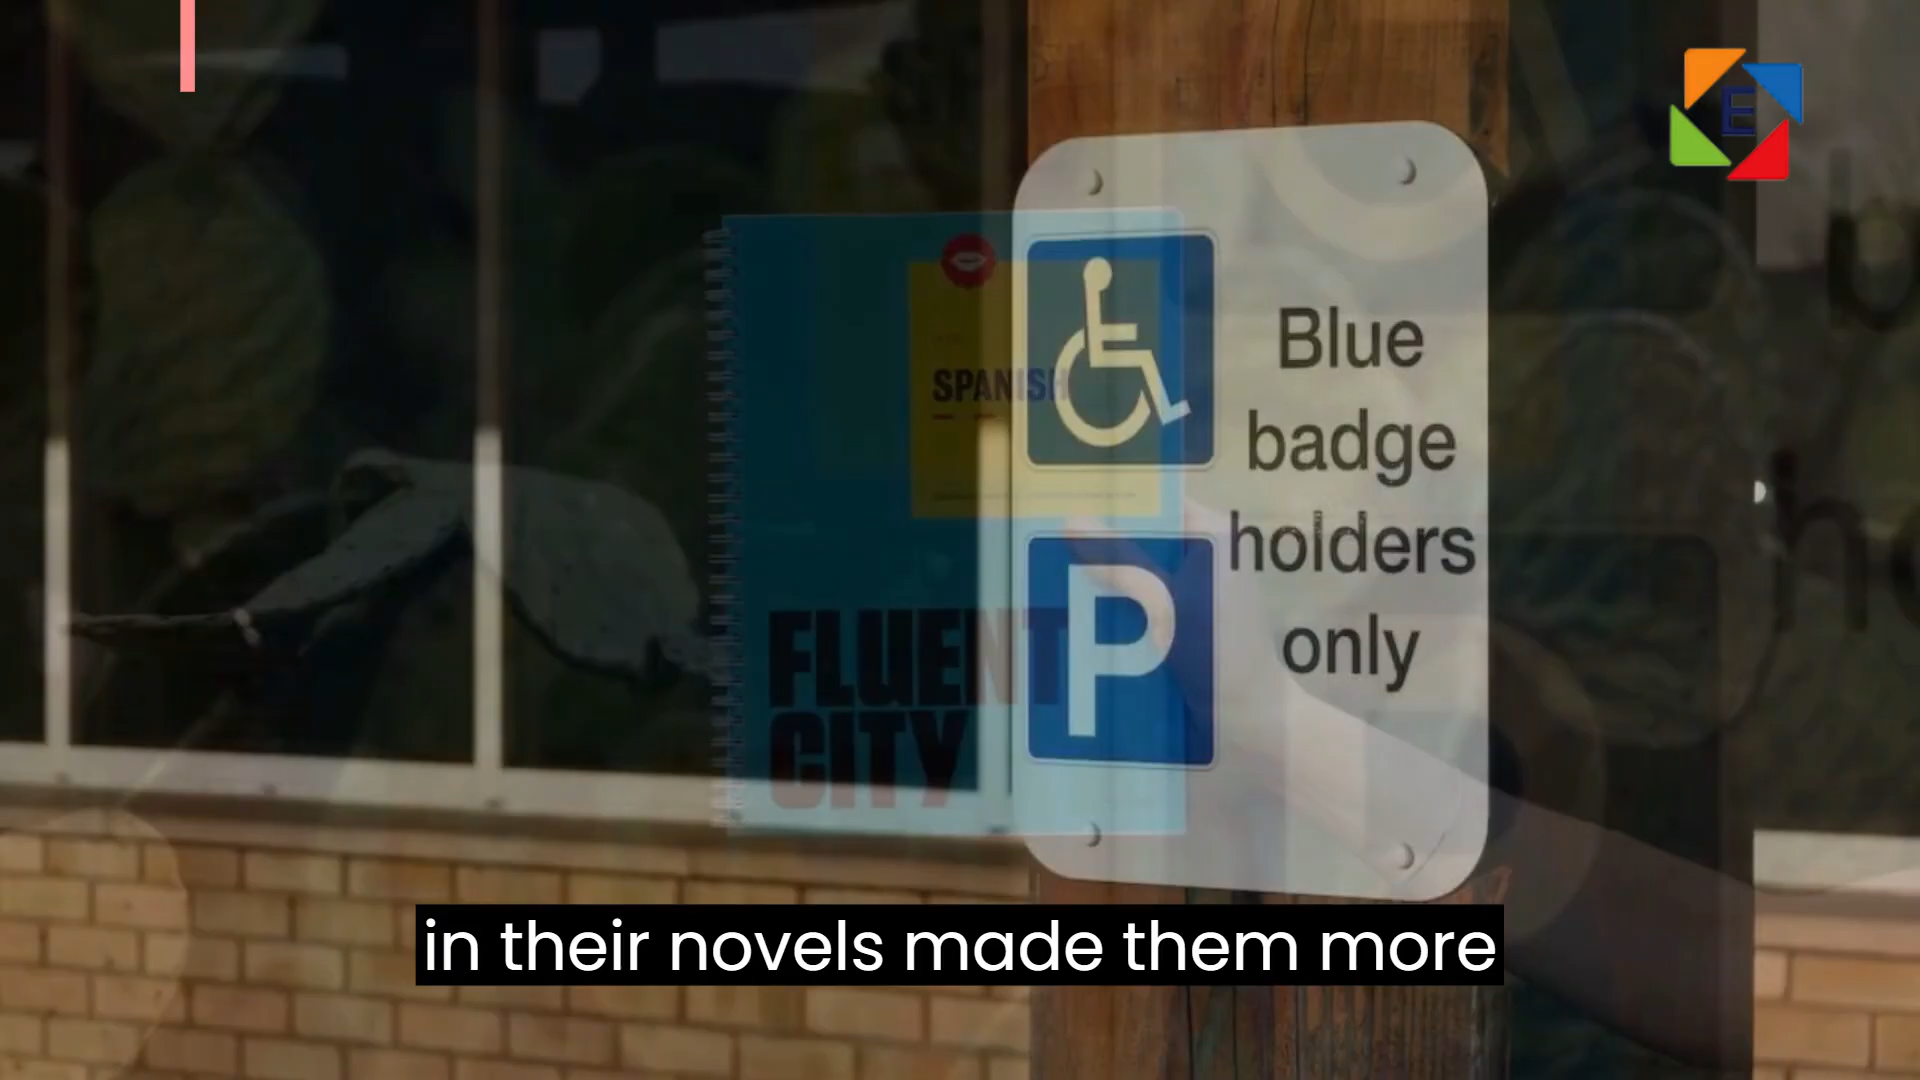 E
SPANISH
FLUENT
CITY
Blue
badge
holders
only
P
in their novels made them more